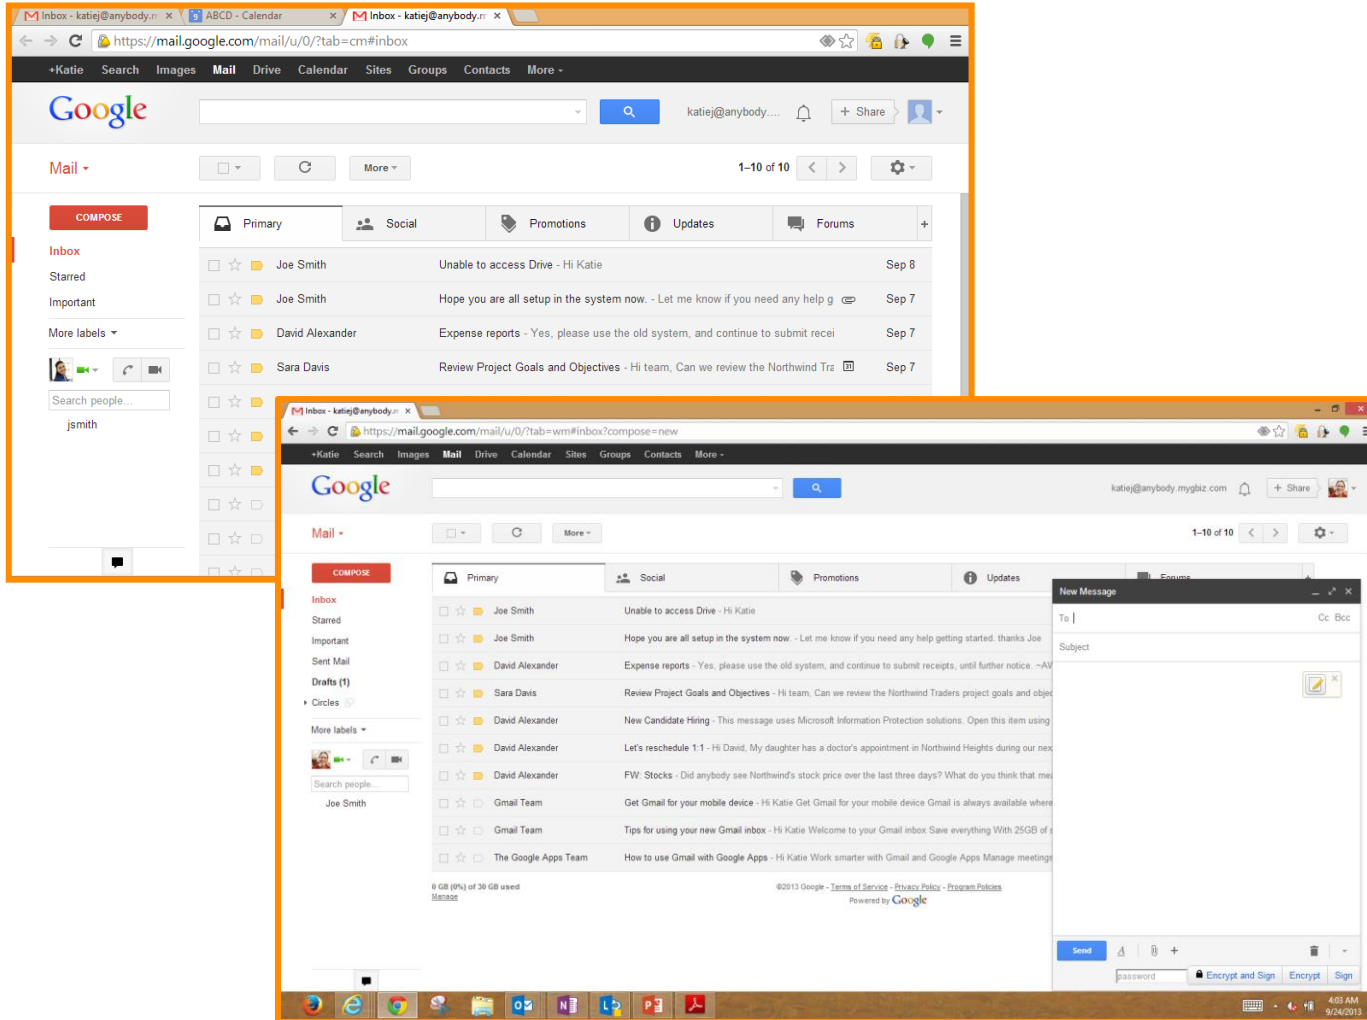 Inbox - katiej@anybody.m × ABCD - Calendar × Inbox - katiej@anybody.m ×
https://mail.google.com/mail/u/0/?tab=cm#inbox
+Katie Search Images Mail Drive Calendar Sites Groups Contacts More
Google katiej@anybody.... + Share
Mail More 1–10 of 10
COMPOSE Primary Social Promotions Updates Forums +
Inbox
Starred
Important
More labels
Search people...
jsmith
Joe Smith Unable to access Drive - Hi Katie Sep 8
Joe Smith Hope you are all setup in the system now. - Let me know if you need any help g Sep 7
David Alexander Expense reports - Yes, please use the old system, and continue to submit recei Sep 7
Sara Davis Review Project Goals and Objectives - Hi team, Can we review the Northwind Tra 31 Sep 7
Inbox - katiej@anybody.m ×
https://mail.google.com/mail/u/0/?tab=wm#inbox?compose=new
+Katie Search Images Mail Drive Calendar Sites Groups Contacts More
Google katiej@anybody.mygbiz.com + Share
Mail More 1–10 of 10
COMPOSE Primary Social Promotions Updates Forums +
Inbox
Starred
Important
Sent Mail
Drafts (1)
Circles
More labels
Search people...
Joe Smith
Joe Smith Unable to access Drive - Hi Katie
Joe Smith Hope you are all setup in the system now. - Let me know if you need any help getting started. thanks Joe
David Alexander Expense reports - Yes, please use the old system, and continue to submit receipts, until further notice. ~AV
Sara Davis Review Project Goals and Objectives - Hi team, Can we review the Northwind Traders project goals and objec
David Alexander New Candidate Hiring - This message uses Microsoft Information Protection solutions. Open this item using
David Alexander Let's reschedule 1:1 - Hi David, My daughter has a doctor's appointment in Northwind Heights during our nex
David Alexander FW: Stocks - Did anybody see Northwind's stock price over the last three days? What do you think that mea
Gmail Team Get Gmail for your mobile device - Hi Katie Get Gmail for your mobile device Gmail is always available where
Gmail Team Tips for using your new Gmail inbox - Hi Katie Welcome to your Gmail inbox Save everything With 25GB of
The Google Apps Team How to use Gmail with Google Apps - Hi Katie Work smarter with Gmail and Google Apps Manage meetings
0 GB (0%) of 30 GB used
Manage
©2013 Google - Terms of Service - Privacy Policy - Program Policies
Powered by Google
New Message
To Cc Bcc
Subject
Send A +
password Encrypt and Sign Encrypt Sign
4:03 AM
9/24/2013